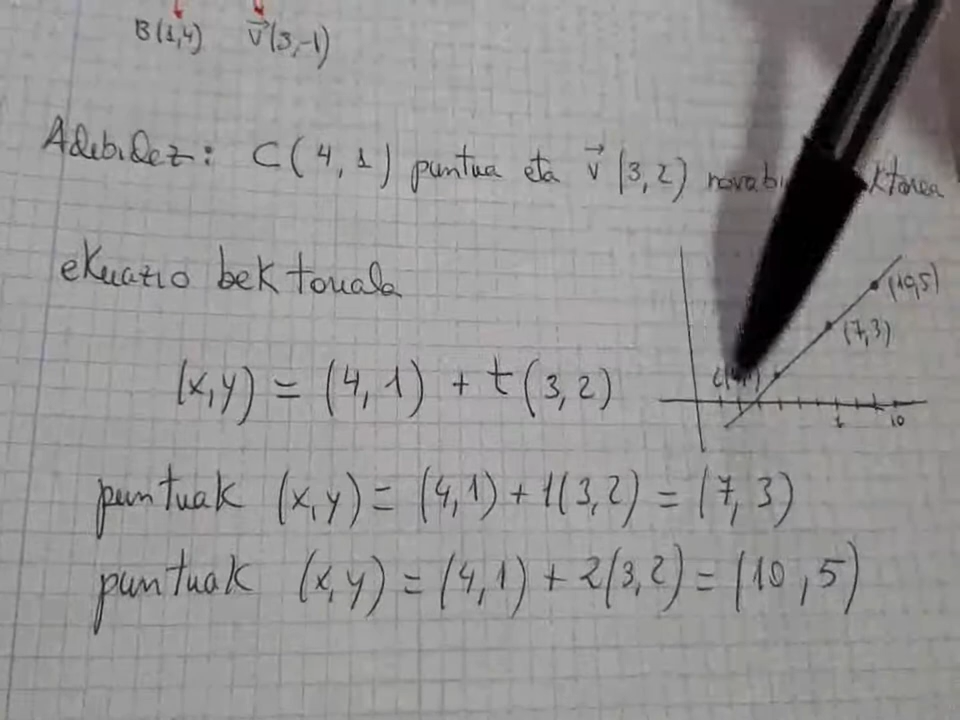 B(1,4) v⃗(3,-1)
Adibidez: C(4,1) puntua eta v⃗(3,2)
ekuazio bektoriala
(x,y) = (4,1) + t(3,2)
(10,5)
(7,3)
10
puntuak (x,y) = (4,1) + 1(3,2) = (7,3)
puntuak (x,y) = (4,1) + 2(3,2) = (10,5)